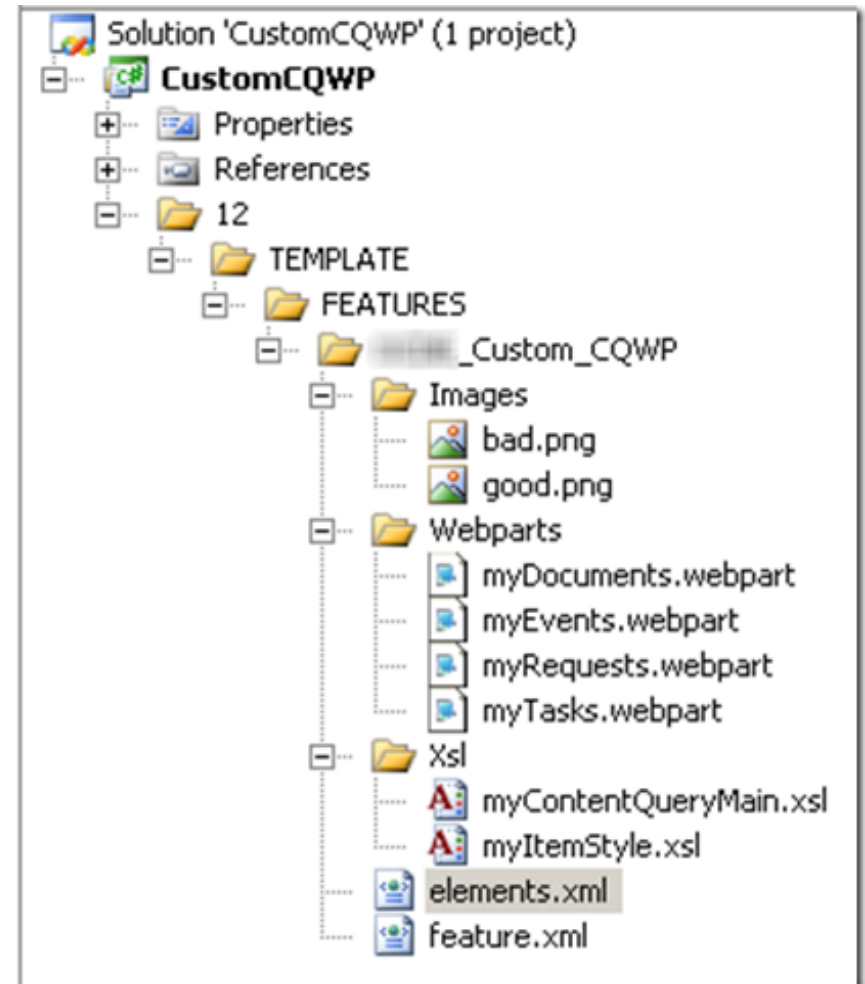 Solution 'CustomCQWP' (1 project)
CustomCQWP
Properties
References
12
TEMPLATE
FEATURES
_Custom_CQWP
Images
bad.png
good.png
Webparts
myDocuments.webpart
myEvents.webpart
myRequests.webpart
myTasks.webpart
Xsl
myContentQueryMain.xsl
myItemStyle.xsl
elements.xml
feature.xml